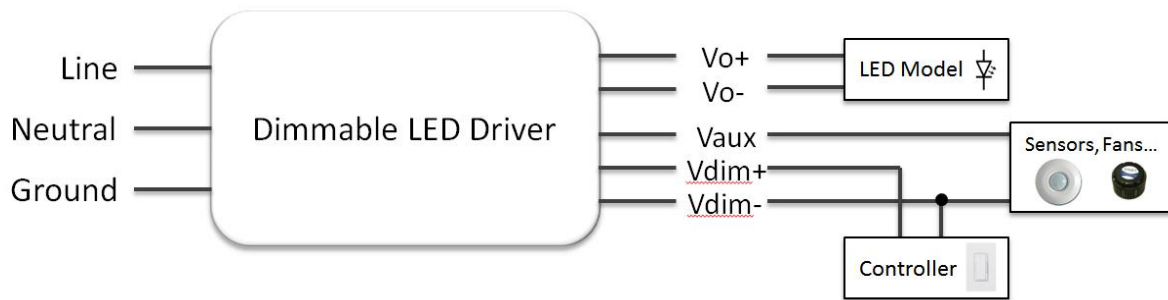 Line
Neutral
Ground
Dimmable LED Driver
Vo+
Vo-
Vaux
Vdim+
Vdim-
LED Model
Sensors, Fans...
Controller